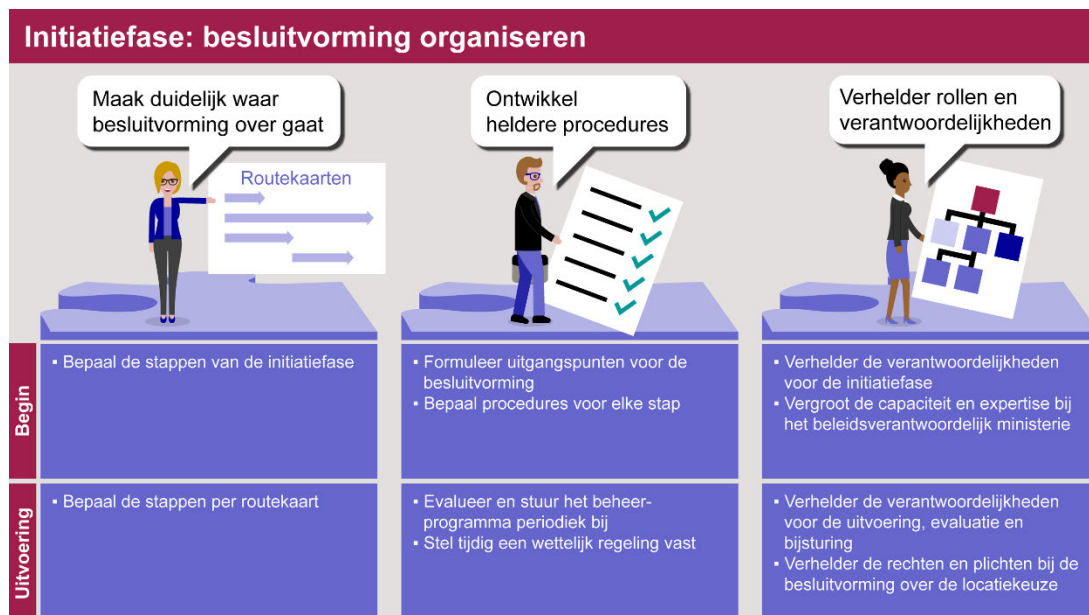 Initiatiefase: besluitvorming organiseren
Maak duidelijk waar
besluitvorming over gaat
Routekaarten
Ontwikkel
heldere procedures
Verhelder rollen en
verantwoordelijkheden
Begin
▪ Bepaal de stappen van de initiatiefase
▪ Formuleer uitgangspunten voor de
besluitvorming
▪ Bepaal procedures voor elke stap
▪ Verhelder de verantwoordelijkheden
voor de initiatiefase
▪ Vergroot de capaciteit en expertise bij
het beleidsverantwoordelijk ministerie
Uitvoering
▪ Bepaal de stappen per routekaart
▪ Evalueer en stuur het beheer-
programma periodiek bij
▪ Stel tijdig een wettelijk regeling vast
▪ Verhelder de verantwoordelijkheden
voor de uitvoering, evaluatie en
bijsturing
▪ Verhelder de rechten en plichten bij de
besluitvorming over de locatiekeuze